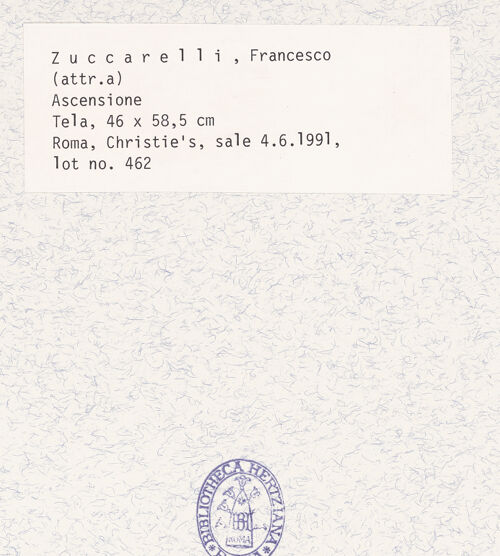 Zuccarelli, Francesco
(attr.a)
Ascensione
Tela, 46 x 58,5 cm
Roma, Christie's, sale 4.6.1991,
lot no. 462
BIBLIOTHECA HERTZIANA
ROMA